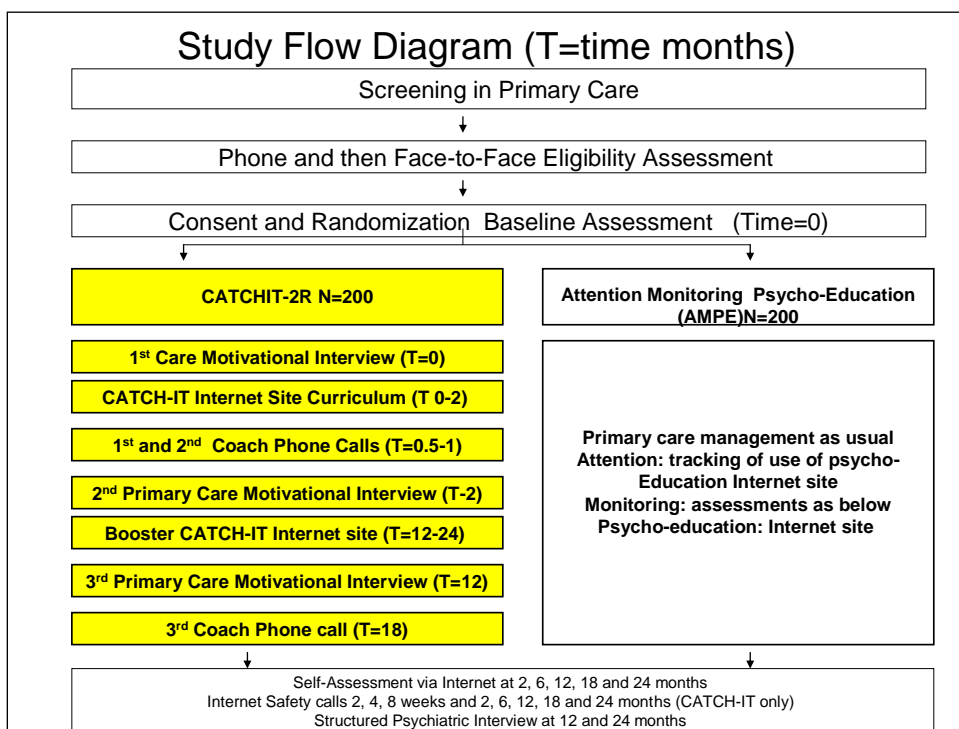 Study Flow Diagram (T=time months)
Screening in Primary Care
Phone and then Face-to-Face Eligibility Assessment
Consent and Randomization  Baseline Assessment   (Time=0)
CATCHIT-2R N=200
1st Care Motivational Interview (T=0)
CATCH-IT Internet Site Curriculum (T 0-2)
1st and 2nd  Coach Phone Calls (T=0.5-1)
2nd Primary Care Motivational Interview (T-2)
Booster CATCH-IT Internet site (T=12-24)
3rd Primary Care Motivational Interview (T=12)
3rd Coach Phone call (T=18)
Attention Monitoring  Psycho-Education
(AMPE)N=200
Primary care management as usual
Attention: tracking of use of psycho-
Education Internet site
Monitoring: assessments as below
Psycho-education: Internet site
Self-Assessment via Internet at 2, 6, 12, 18 and 24 months
Internet Safety calls 2, 4, 8 weeks and 2, 6, 12, 18 and 24 months (CATCH-IT only)
Structured Psychiatric Interview at 12 and 24 months